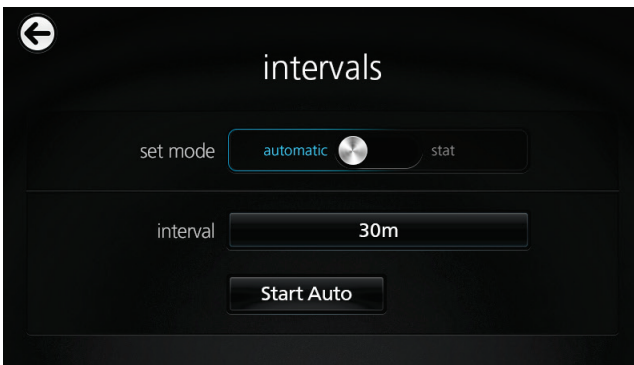 intervals
set mode automatic stat
interval 30m
Start Auto